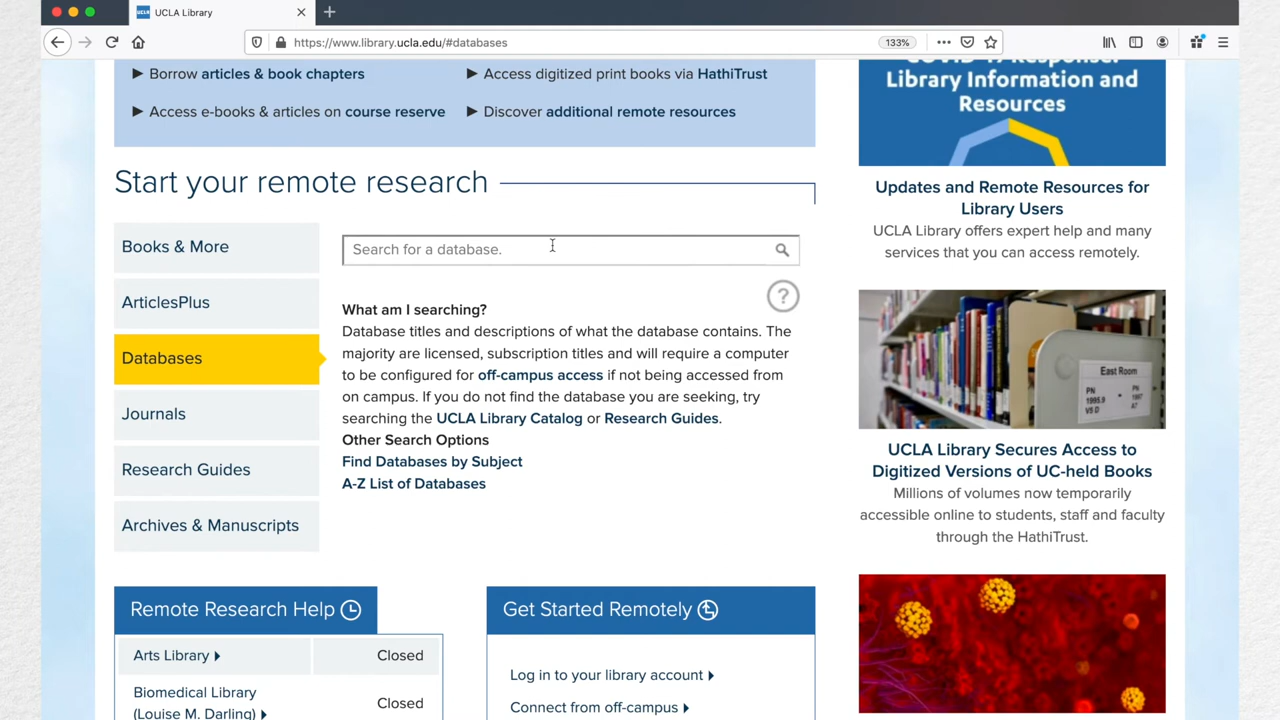 UCLA Library
https://www.library.ucla.edu/#databases
133%
Borrow articles & book chapters
Access digitized print books via HathiTrust
Access e-books & articles on course reserve
Discover additional remote resources
Start your remote research
Books & More
ArticlesPlus
Databases
Journals
Research Guides
Archives & Manuscripts
Search for a database.
?
What am I searching?
Database titles and descriptions of what the database contains. The
majority are licensed, subscription titles and will require a computer
to be configured for off-campus access if not being accessed from
on campus. If you do not find the database you are seeking, try
searching the UCLA Library Catalog or Research Guides.
Other Search Options
Find Databases by Subject
A-Z List of Databases
Remote Research Help
Arts Library
Closed
Biomedical Library
(Louise M. Darling)
Closed
Get Started Remotely
Log in to your library account
Connect from off-campus
COVID-19 Response:
Library Information and
Resources
Updates and Remote Resources for
Library Users
UCLA Library offers expert help and many
services that you can access remotely.
East Room
PN
1995.9
PN
1997
A7
UCLA Library Secures Access to
Digitized Versions of UC-held Books
Millions of volumes now temporarily
accessible online to students, staff and faculty
through the HathiTrust.